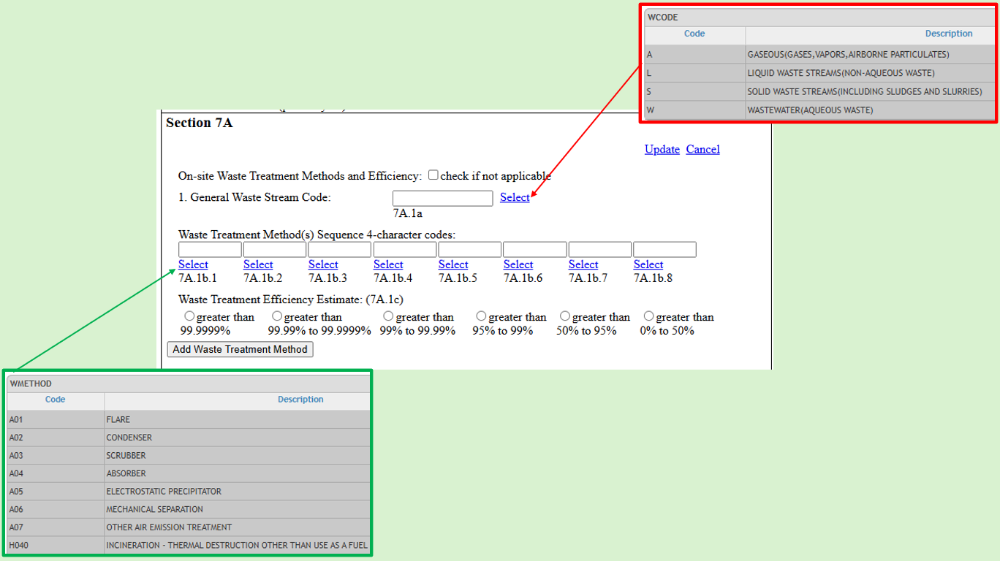 WCODE
Code Description
A GASEOUS(GASES,VAPORS,AIRBORNE PARTICULATES)
L LIQUID WASTE STREAMS(NON-AQUEOUS WASTE)
S SOLID WASTE STREAMS(INCLUDING SLUDGES AND SLURRIES)
W WASTEWATER(AQUEOUS WASTE)
Section 7A
Update Cancel
On-site Waste Treatment Methods and Efficiency: check if not applicable
1. General Waste Stream Code: Select
7A.1a
Waste Treatment Method(s) Sequence 4-character codes:
Select Select Select Select Select Select Select Select
7A.1b.1 7A.1b.2 7A.1b.3 7A.1b.4 7A.1b.5 7A.1b.6 7A.1b.7 7A.1b.8
Waste Treatment Efficiency Estimate: (7A.1c)
greater than greater than greater than greater than greater than greater than
99.9999% 99.99% to 99.9999% 99% to 99.99% 95% to 99% 50% to 95% 0% to 50%
Add Waste Treatment Method
WMETHOD
Code Description
A01 FLARE
A02 CONDENSER
A03 SCRUBBER
A04 ABSORBER
A05 ELECTROSTATIC PRECIPITATOR
A06 MECHANICAL SEPARATION
A07 OTHER AIR EMISSION TREATMENT
H040 INCINERATION - THERMAL DESTRUCTION OTHER THAN USE AS A FUEL